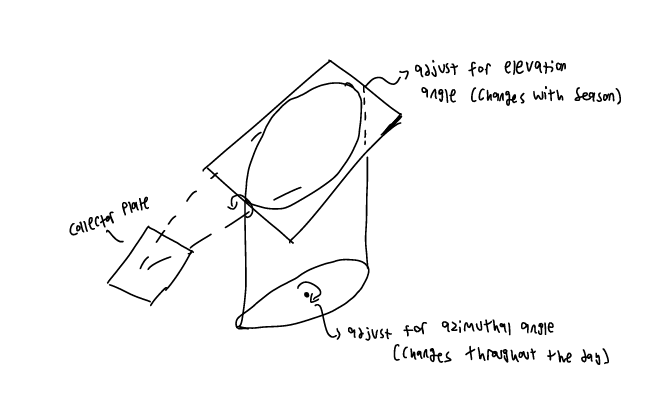 adjust for elevation
angle (changes with season)
collector plate
adjust for azimuthal angle
(changes throughout the day)